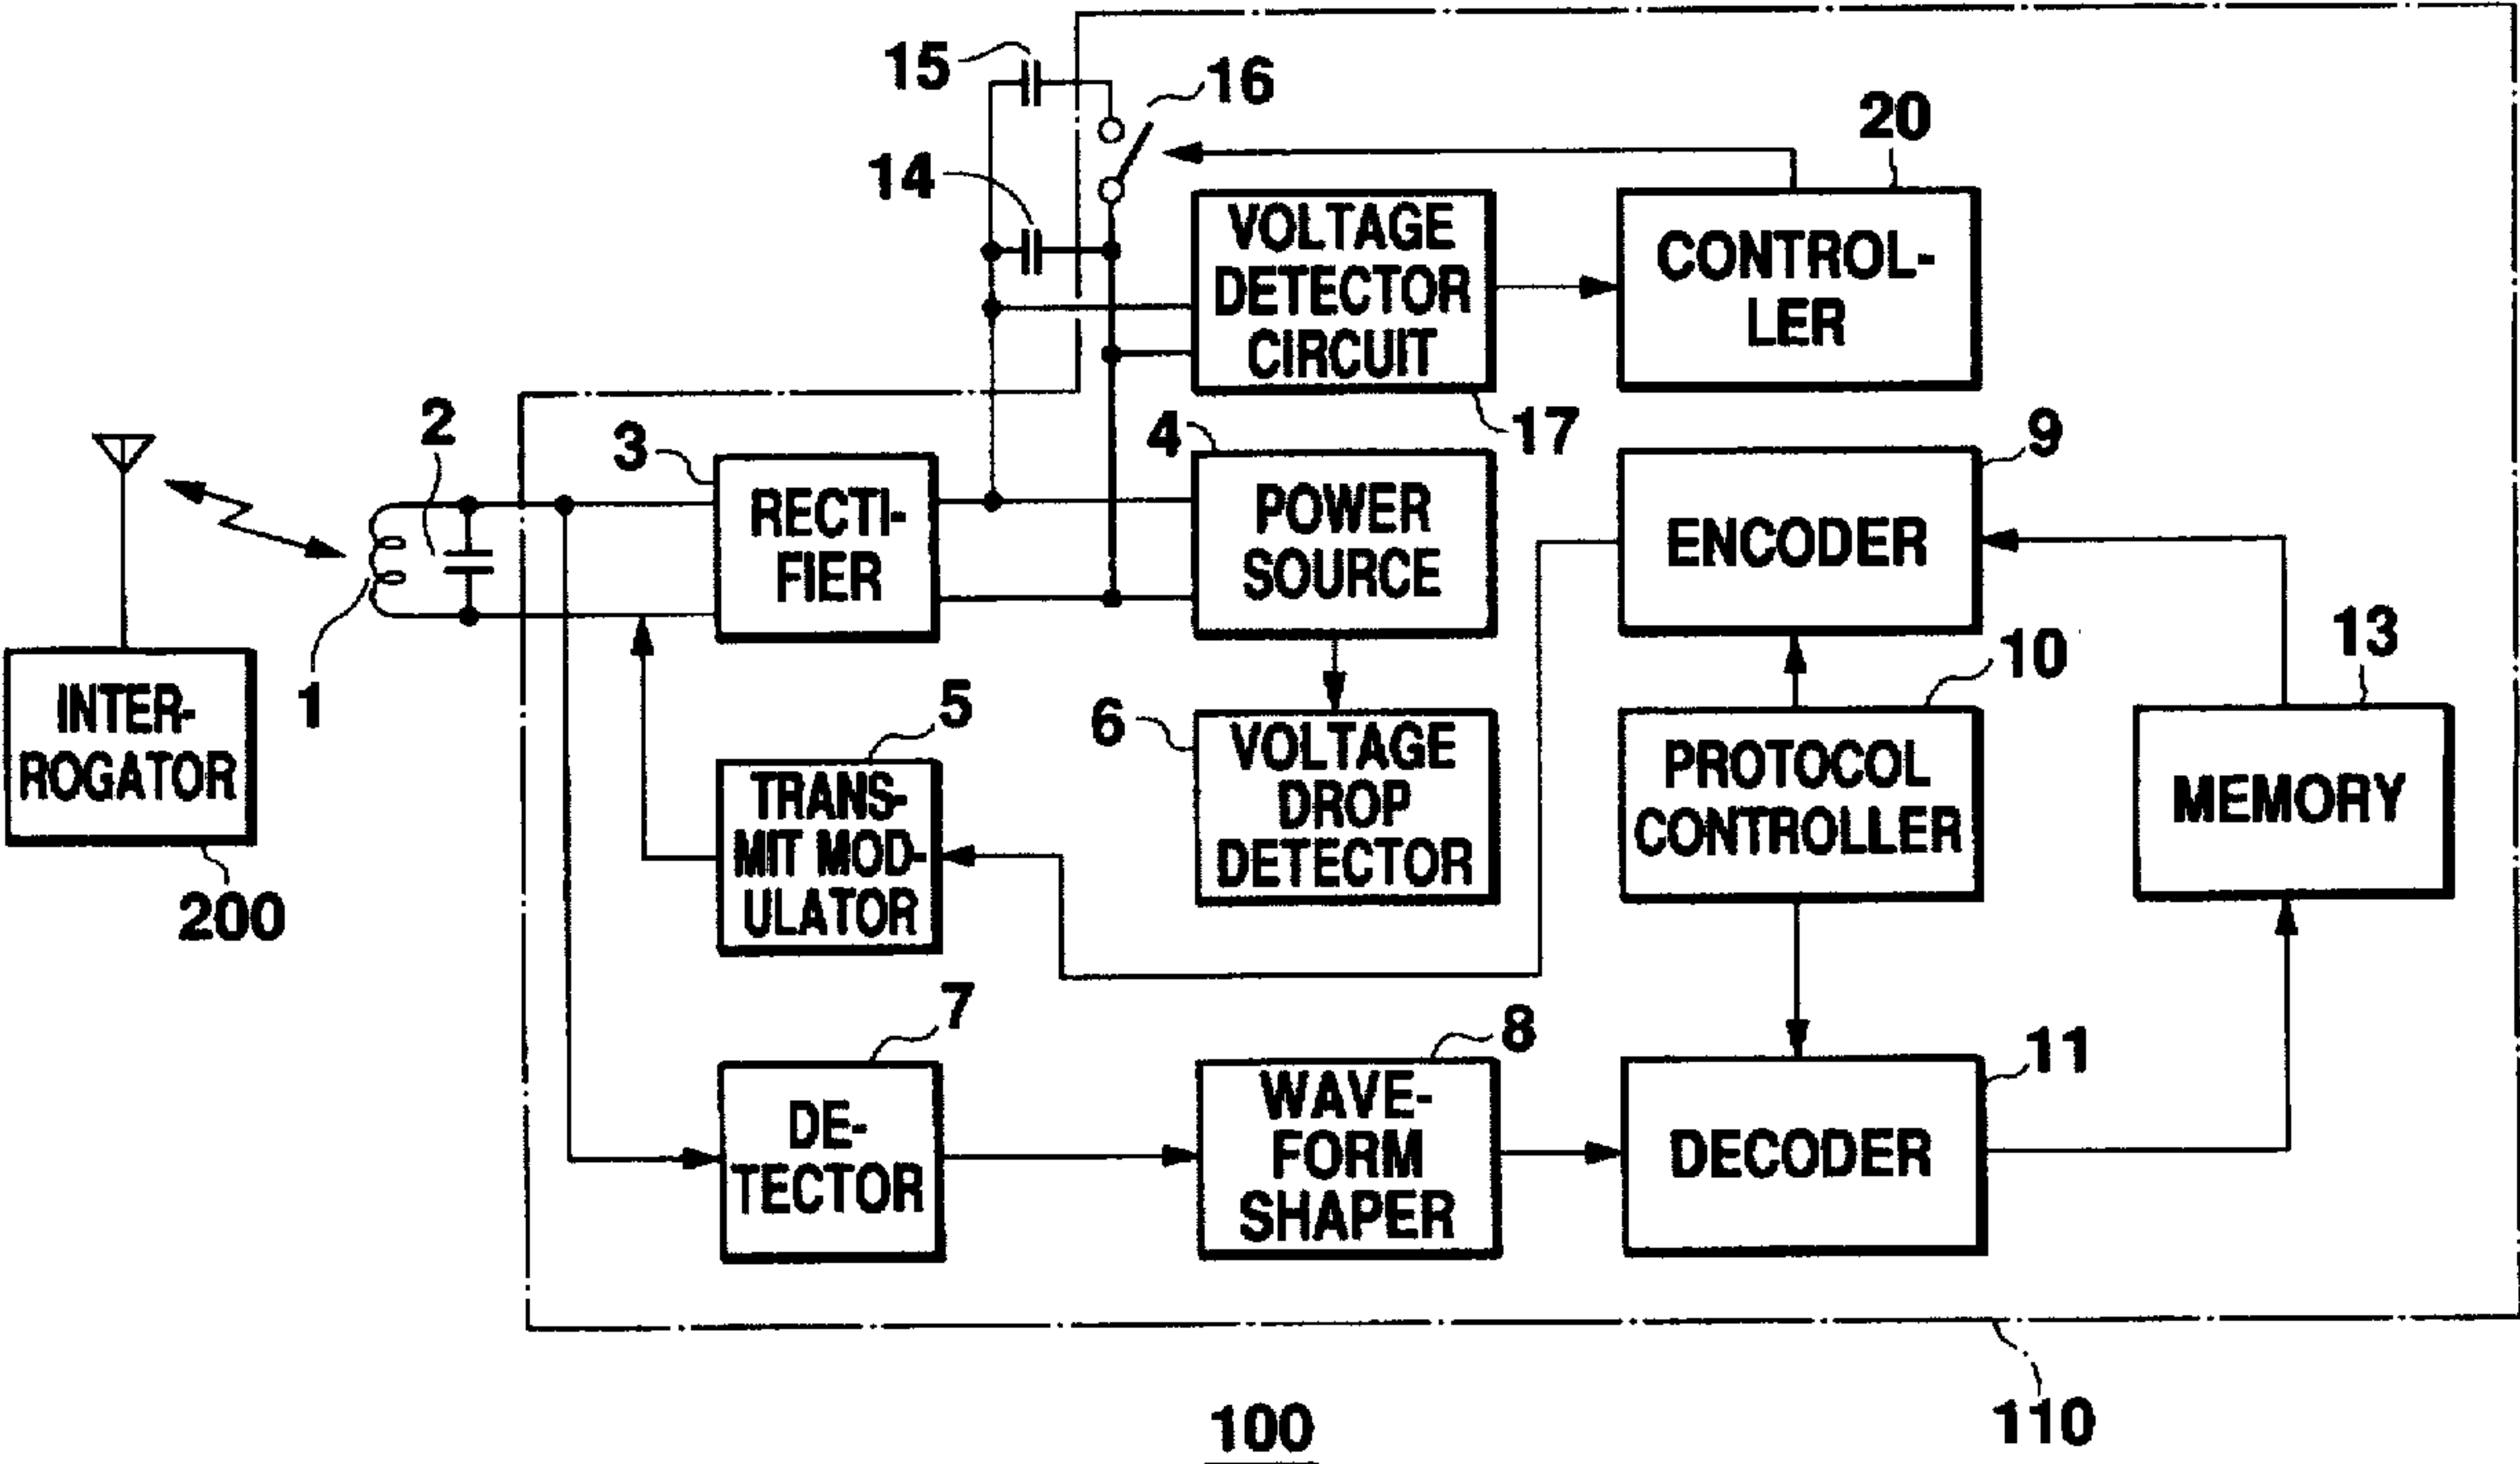 15
16
20
14
VOLTAGE
DETECTOR
CIRCUIT
CONTROL-
LER
2
3
4
17
9
RECTI-
FIER
POWER
SOURCE
ENCODER
1
INTER-
ROGATOR
200
5
6
10
13
TRANS-
MIT MOD-
ULATOR
VOLTAGE
DROP
DETECTOR
PROTOCOL
CONTROLLER
MEMORY
7
8
11
DE-
TECTOR
WAVE-
FORM
SHAPER
DECODER
110
100